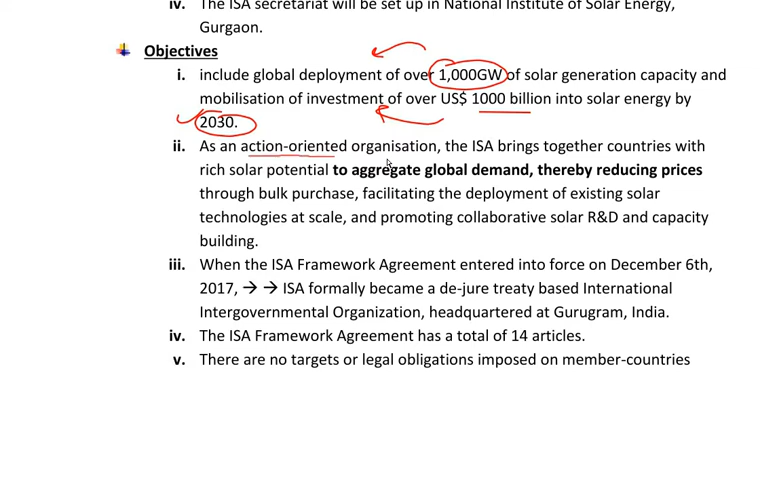 iv. The ISA secretariat will be set up in National Institute of Solar Energy,
Gurgaon.
Objectives
i. include global deployment of over 1,000GW of solar generation capacity and
mobilisation of investment of over US$ 1000 billion into solar energy by
2030.
ii. As an action-oriented organisation, the ISA brings together countries with
rich solar potential to aggregate global demand, thereby reducing prices
through bulk purchase, facilitating the deployment of existing solar
technologies at scale, and promoting collaborative solar R&D and capacity
building.
iii. When the ISA Framework Agreement entered into force on December 6th,
2017, → → ISA formally became a de-jure treaty based International
Intergovernmental Organization, headquartered at Gurugram, India.
iv. The ISA Framework Agreement has a total of 14 articles.
v. There are no targets or legal obligations imposed on member-countries